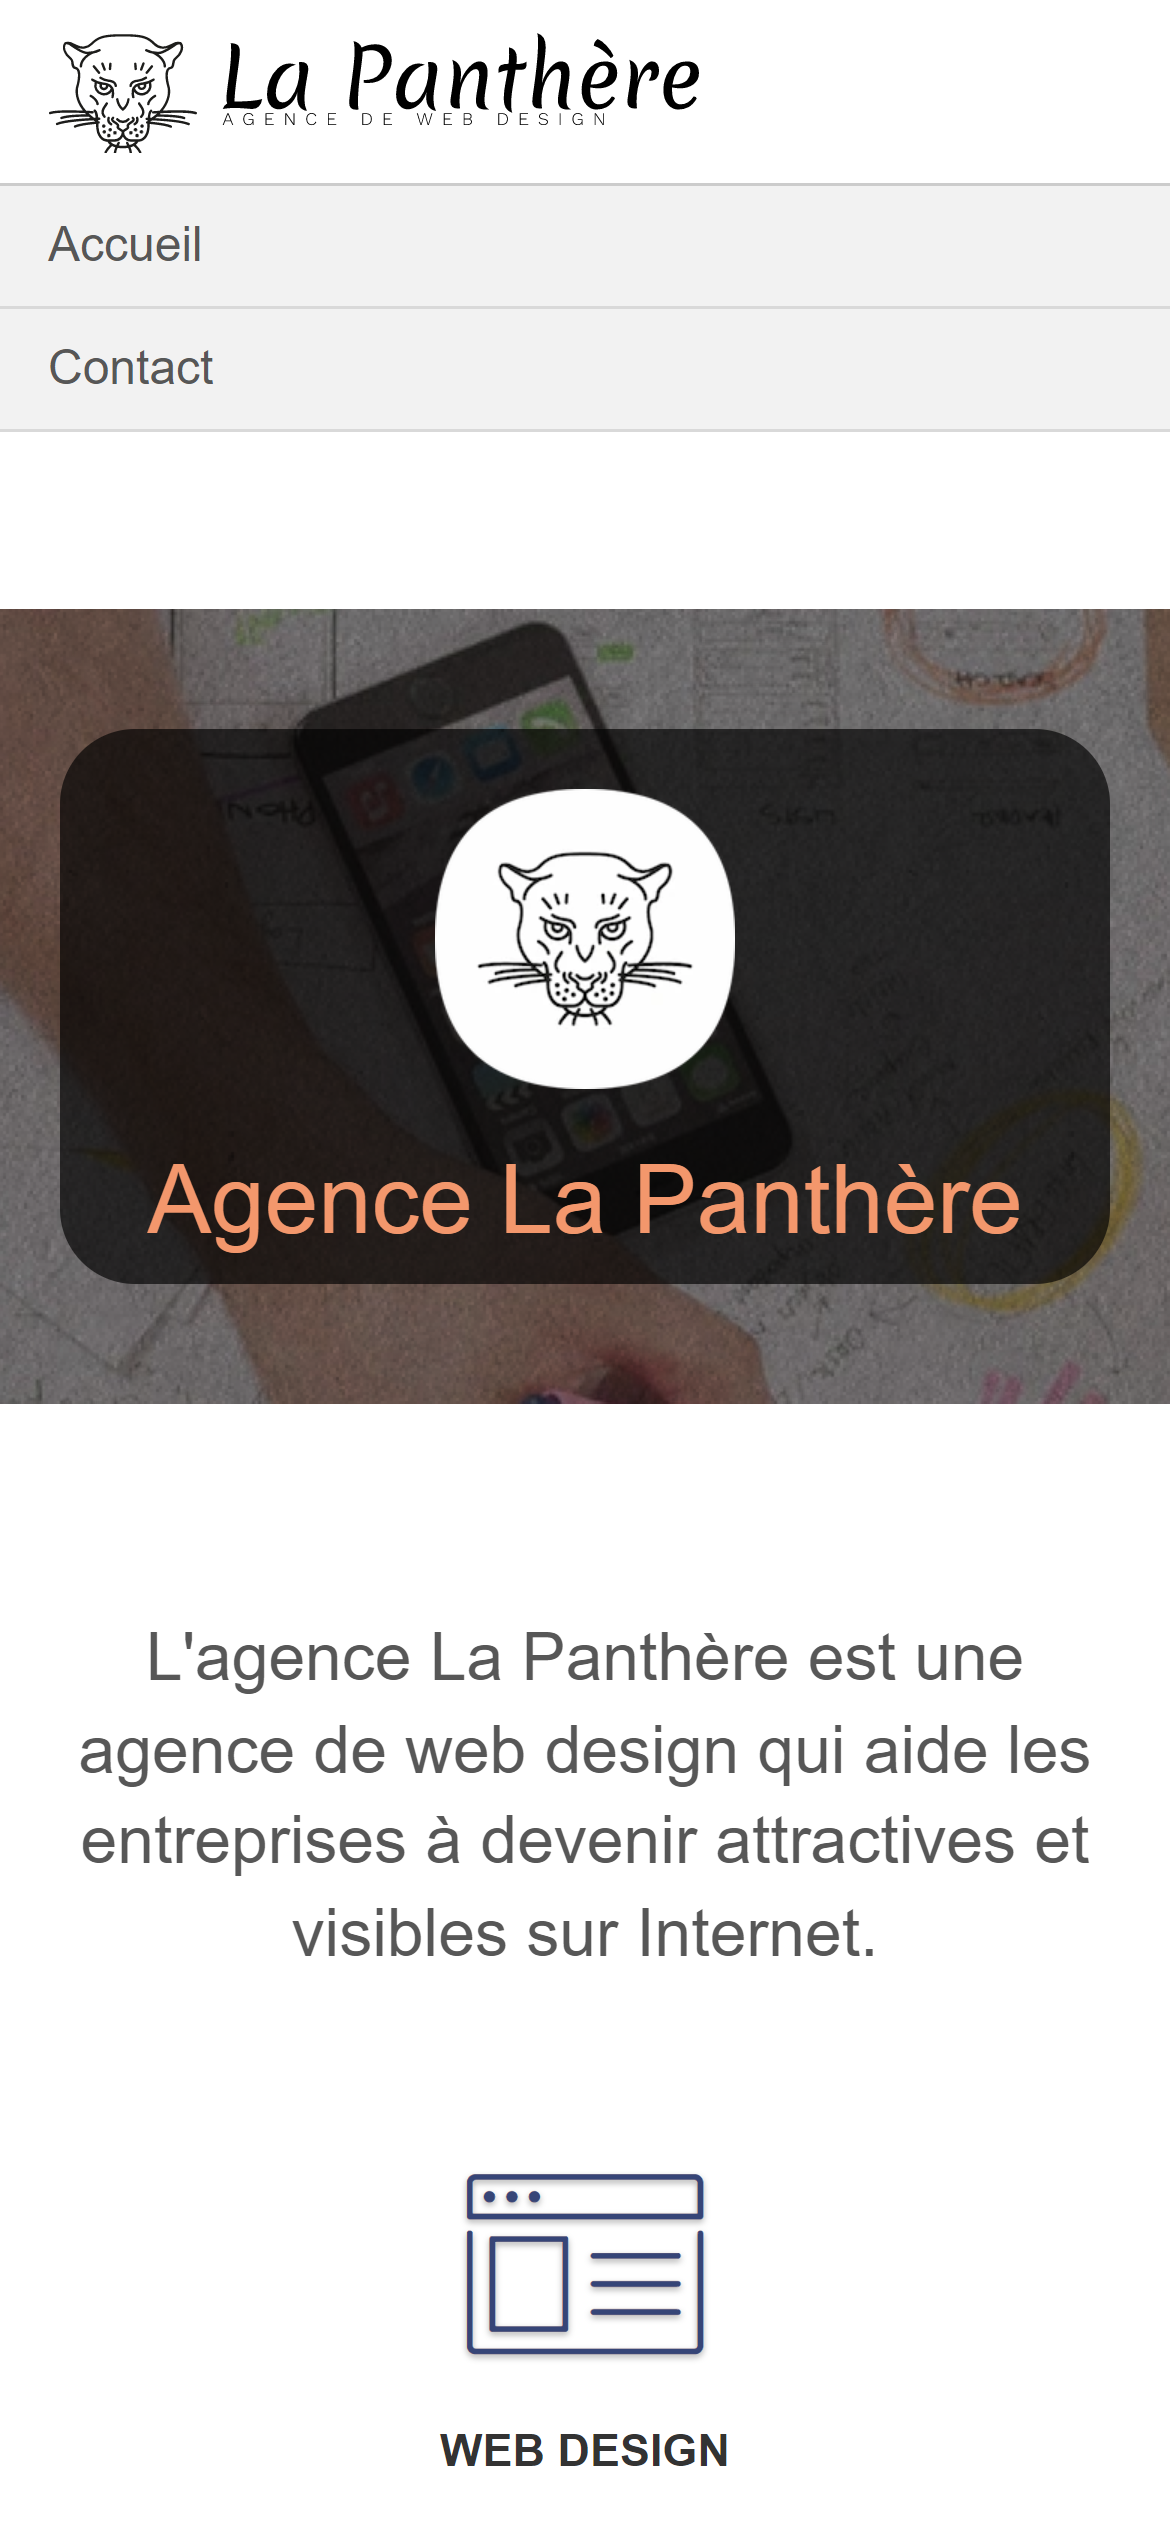 La Panthère
AGENCE DE WEB DESIGN
Accueil
Contact
Agence La Panthère
L'agence La Panthère est une
agence de web design qui aide les
entreprises à devenir attractives et
visibles sur Internet.
WEB DESIGN